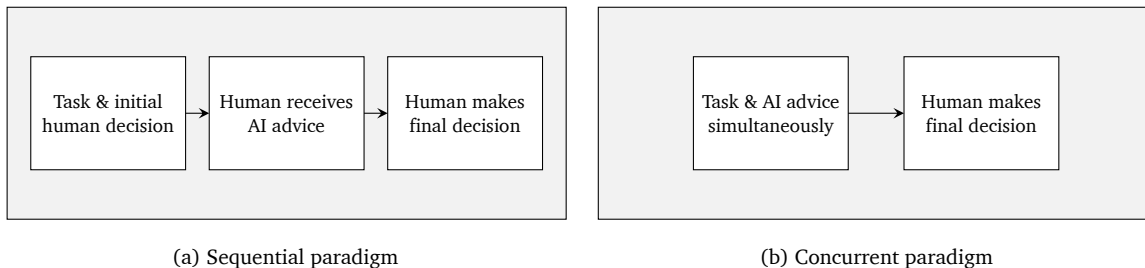 Task & initial
human decision
Human receives
AI advice
Human makes
final decision
(a) Sequential paradigm
Task & AI advice
simultaneously
Human makes
final decision
(b) Concurrent paradigm